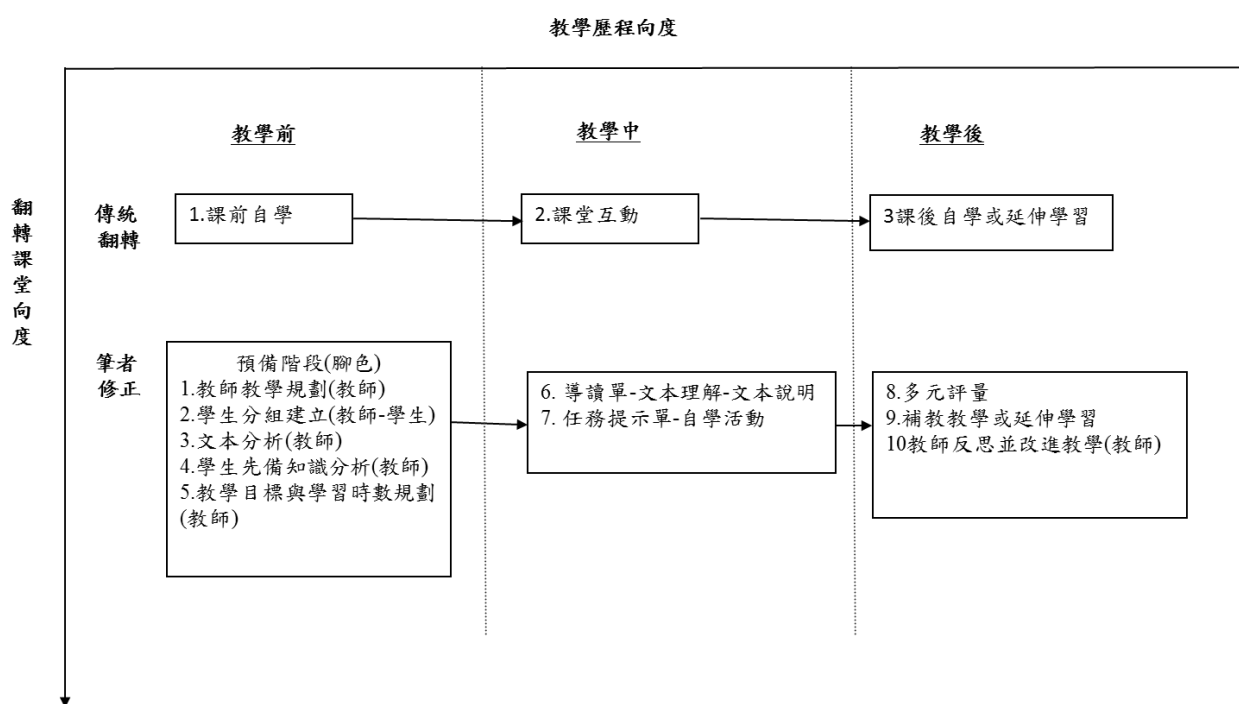 教學歷程向度
教學前
教學中
教學後
翻轉課堂向度
傳統
翻轉
1.課前自學
2.課堂互動
3課後自學或延伸學習
筆者
修正
預備階段(腳色)
1.教師教學規劃(教師)
2.學生分組建立(教師-學生)
3.文本分析(教師)
4.學生先備知識分析(教師)
5.教學目標與學習時數規劃
(教師)
6. 導讀單-文本理解-文本說明
7. 任務提示單-自學活動
8.多元評量
9.補教教學或延伸學習
10教師反思並改進教學(教師)